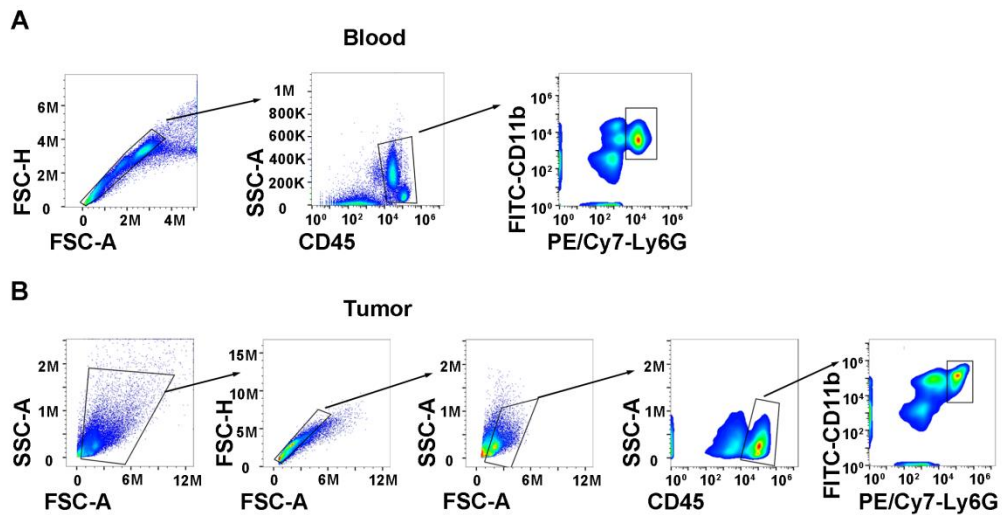 A
Blood
FSC-H
6M
4M
2M
0
0
2M
4M
FSC-A
SSC-A
1M
800K
600K
400K
200K
0
10⁰
10²
10⁴
10⁶
CD45
FITC-CD11b
10⁶
10⁴
10²
10⁰
10⁰
10²
10⁴
10⁶
PE/Cy7-Ly6G
B
Tumor
SSC-A
2M
1M
0
0
6M
12M
FSC-A
FSC-H
15M
10M
5M
0
0
6M
12M
FSC-A
SSC-A
2M
1M
0
0
6M
12M
FSC-A
SSC-A
2M
1M
0
10⁰
10²
10⁴
10⁶
CD45
FITC-CD11b
10⁶
10⁴
10²
10⁰
10⁰
10²
10⁴
10⁶
PE/Cy7-Ly6G